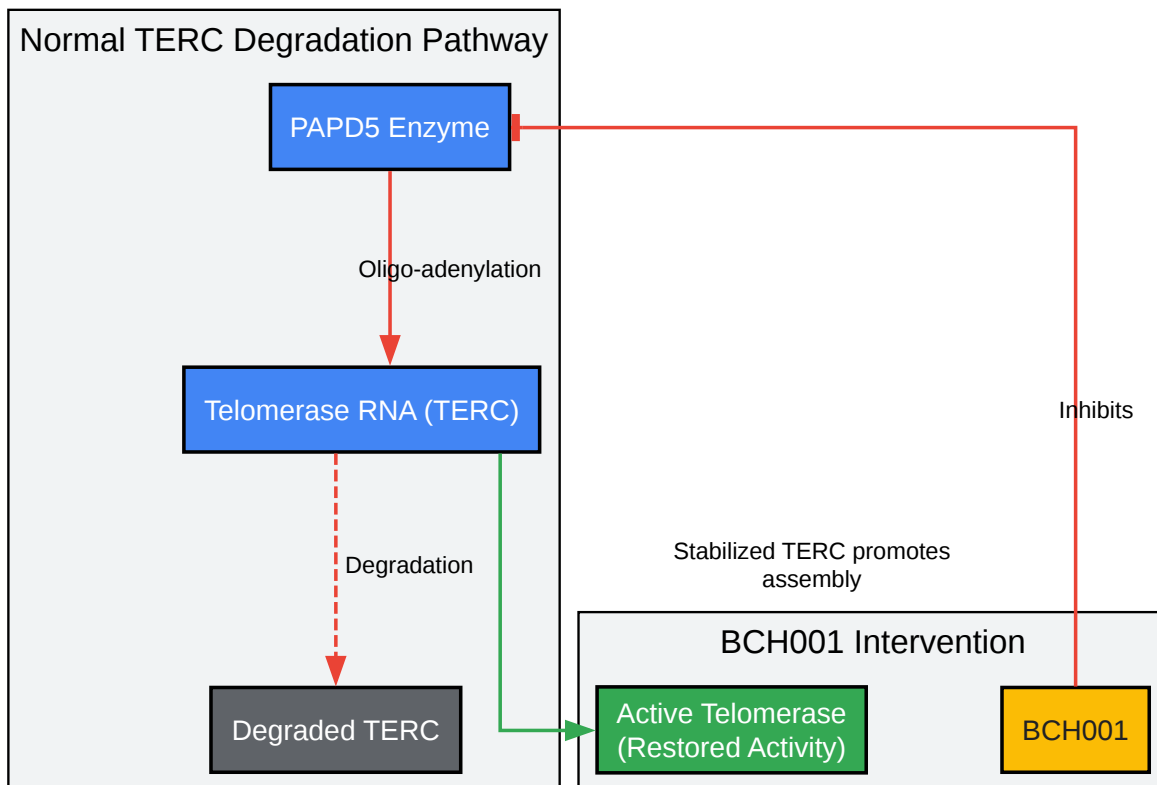 Normal TERC Degradation Pathway
PAPD5 Enzyme
Oligo-adenylation
Telomerase RNA (TERC)
Inhibits
Degradation
Stabilized TERC promotes
assembly
BCH001 Intervention
Degraded TERC
Active Telomerase
(Restored Activity)
BCH001